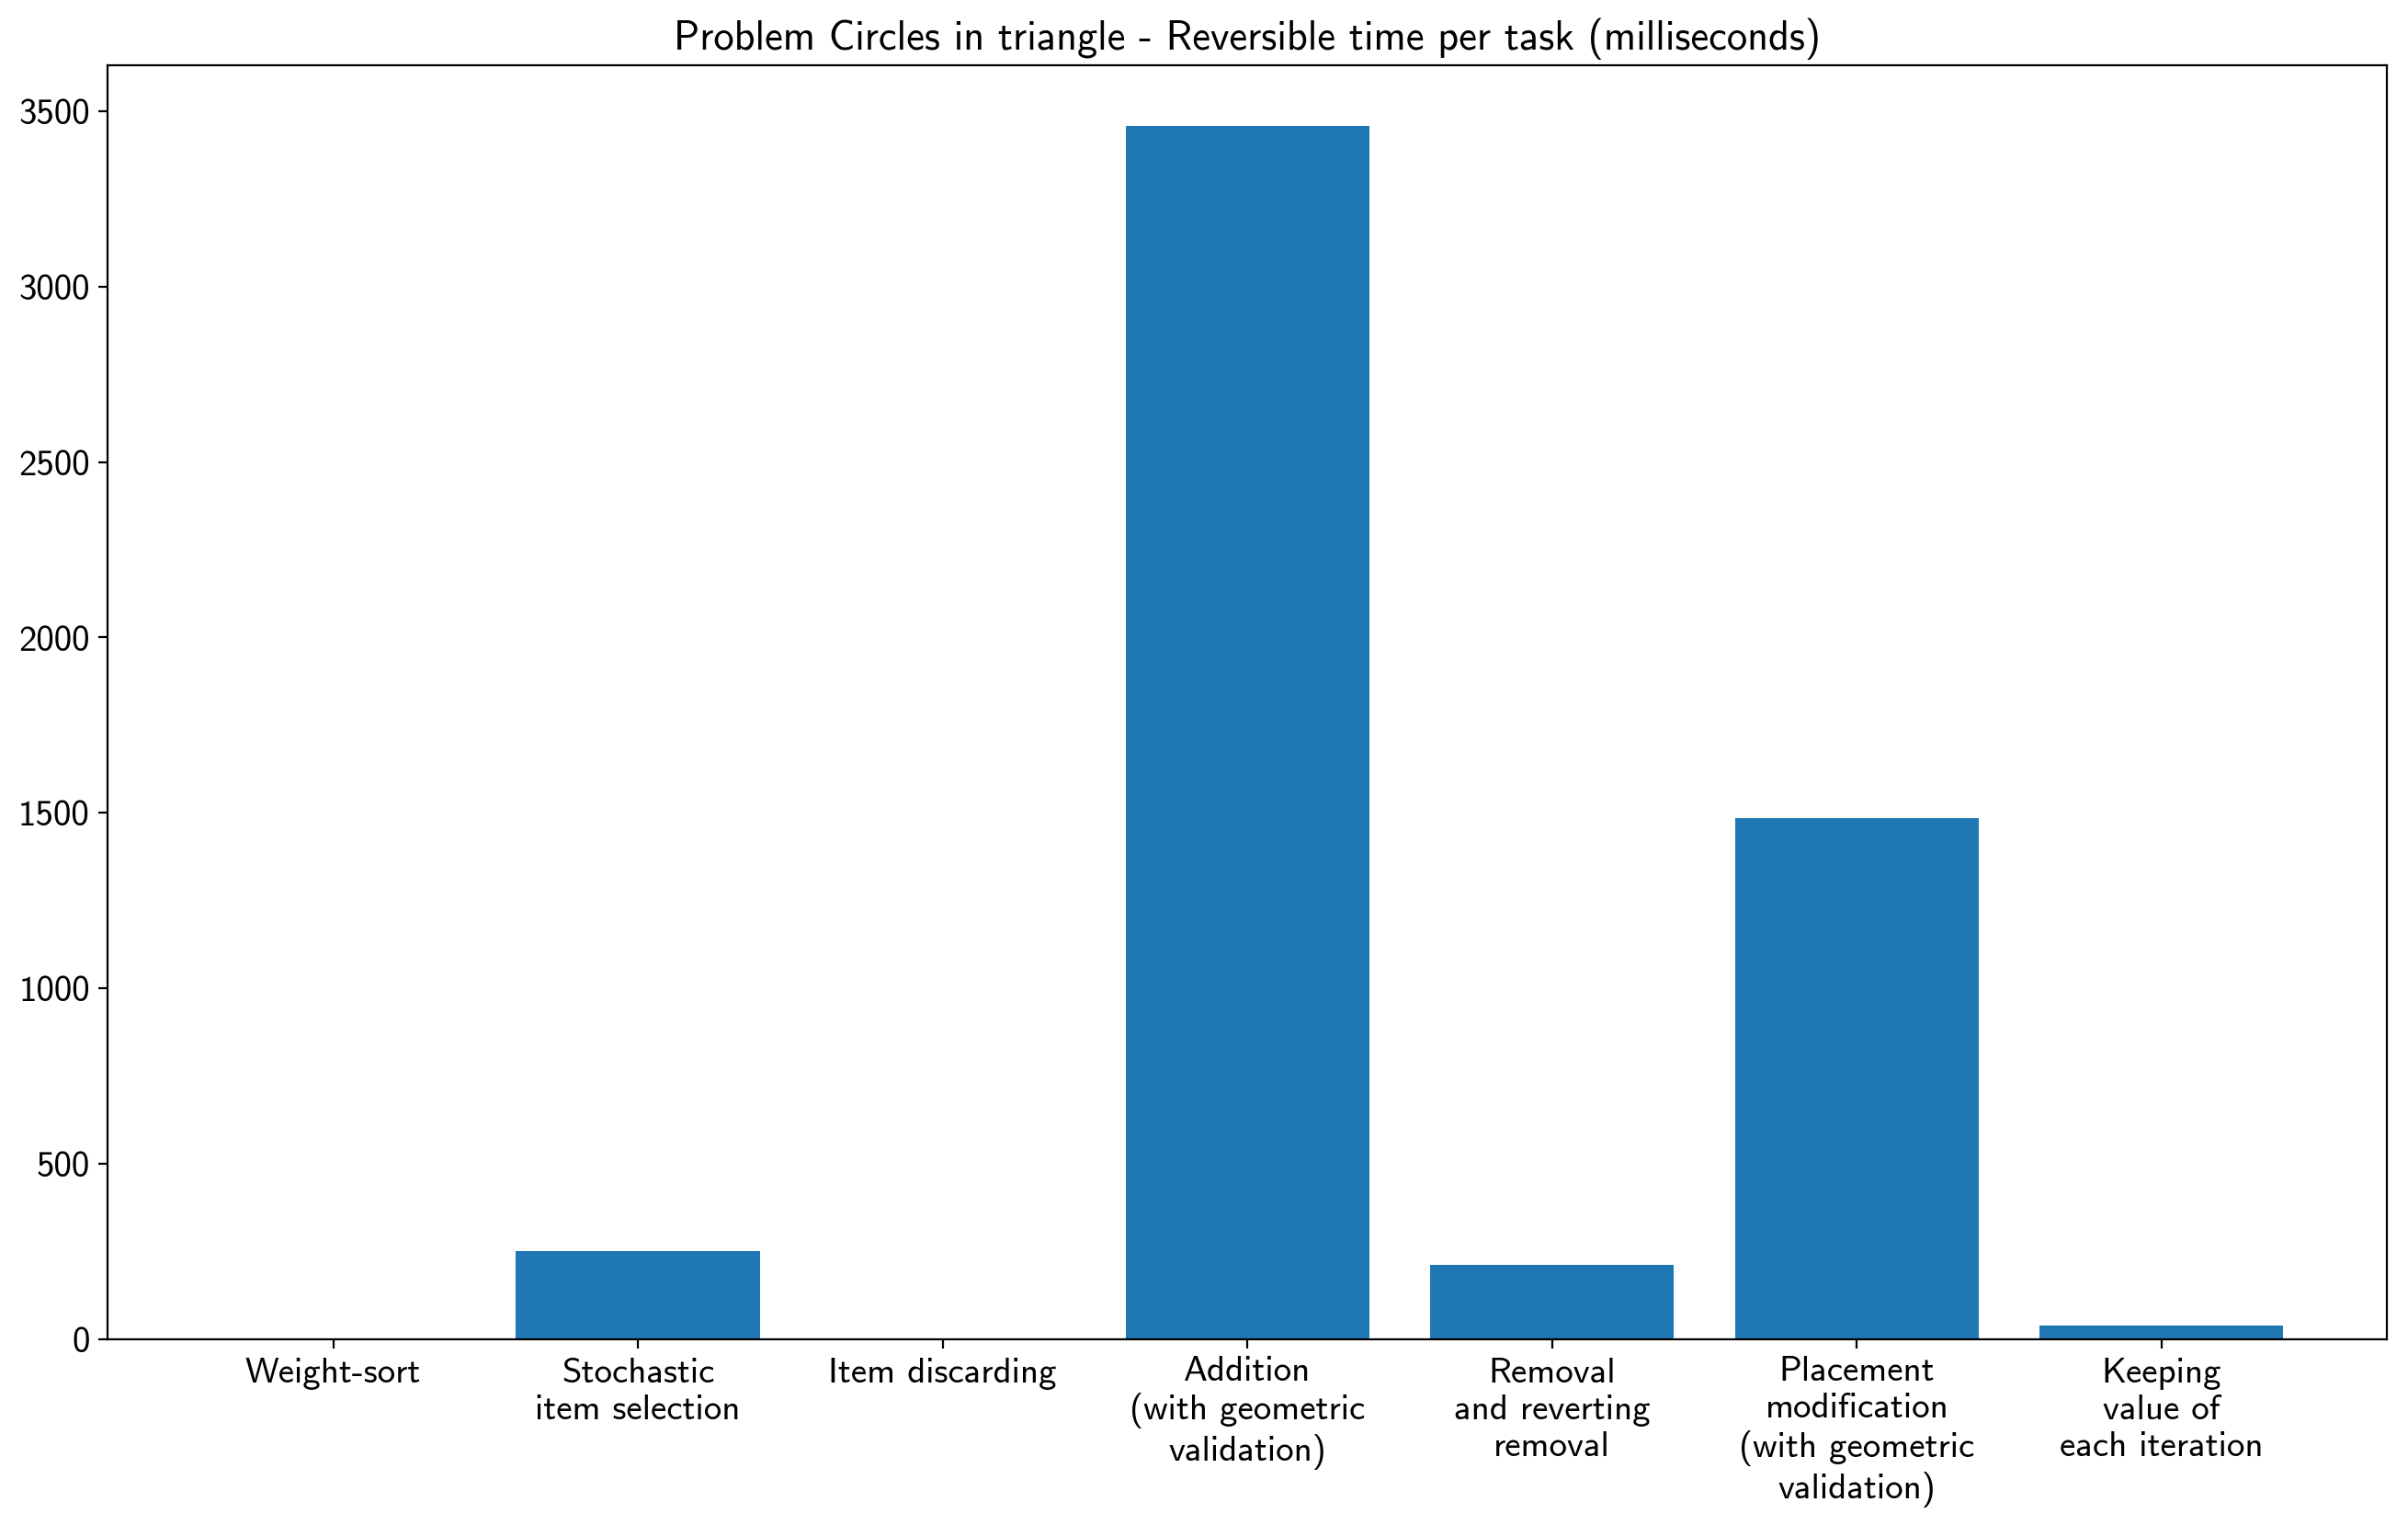 Problem Circles in triangle - Reversible time per task (milliseconds)
3500
3000
2500
2000
1500
1000
500
0
Weight-sort
Stochastic
item selection
Item discarding
Addition
(with geometric
validation)
Removal
and reverting
removal
Placement
modification
(with geometric
validation)
Keeping
value of
each iteration